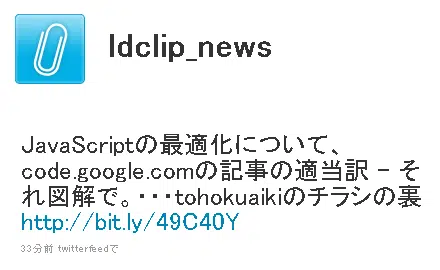 ldclip_news
JavaScriptの最適化について、
code.google.comの記事の適当訳 - そ
れ図解で。・・・tohokuaikiのチラシの裏
http://bit.ly/49C40Y
33分前 twitterfeedで